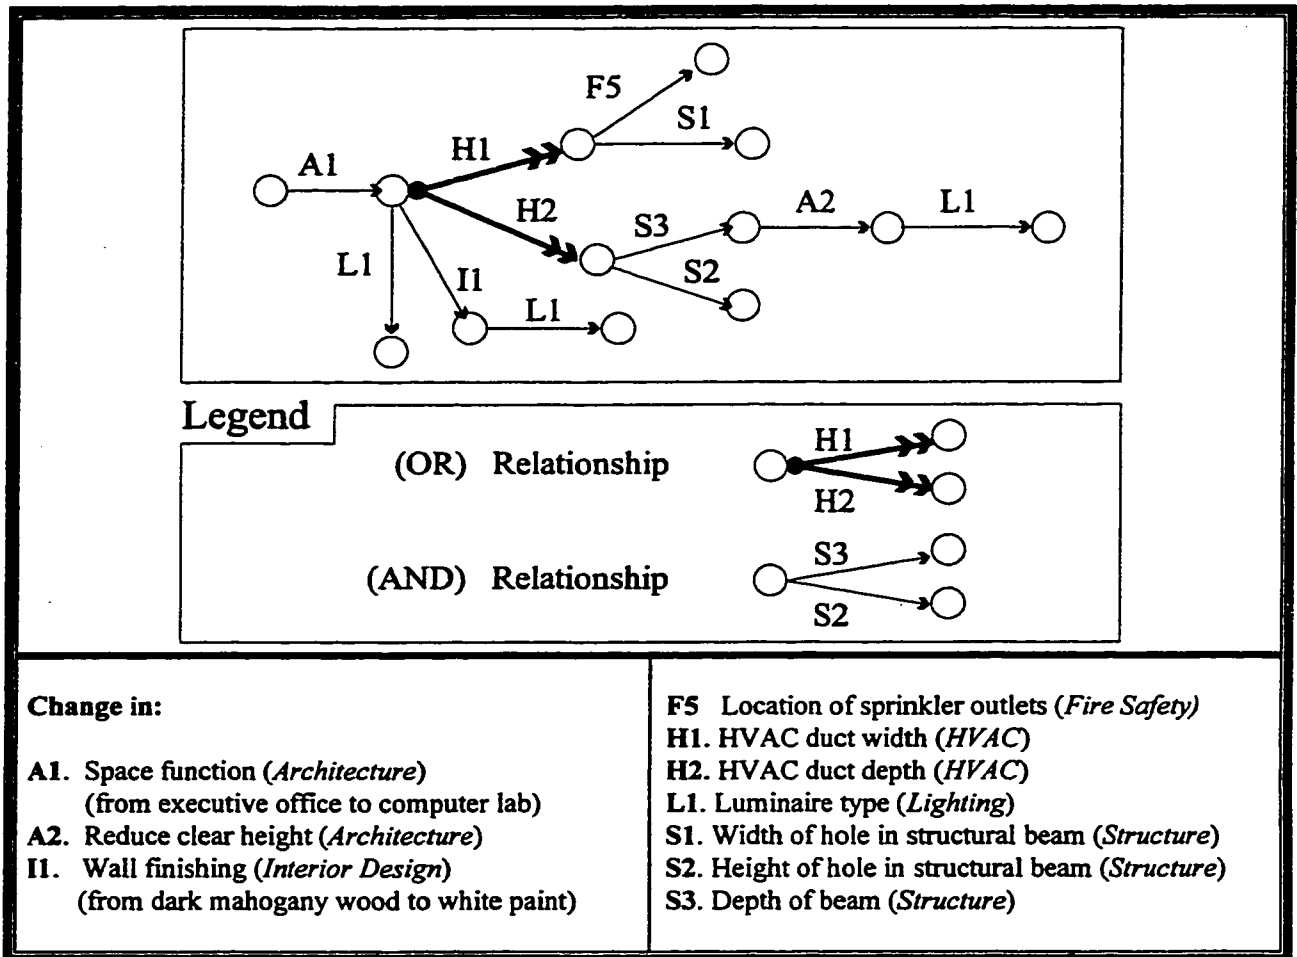 F5
S1
A1
H1
H2
S3
A2
L1
S2
L1
I1
L1
Legend
(OR) Relationship
H1
H2
(AND) Relationship
S3
S2
Change in:
A1. Space function (Architecture)
(from executive office to computer lab)
A2. Reduce clear height (Architecture)
I1. Wall finishing (Interior Design)
(from dark mahogany wood to white paint)
F5 Location of sprinkler outlets (Fire Safety)
H1. HVAC duct width (HVAC)
H2. HVAC duct depth (HVAC)
L1. Luminaire type (Lighting)
S1. Width of hole in structural beam (Structure)
S2. Height of hole in structural beam (Structure)
S3. Depth of beam (Structure)